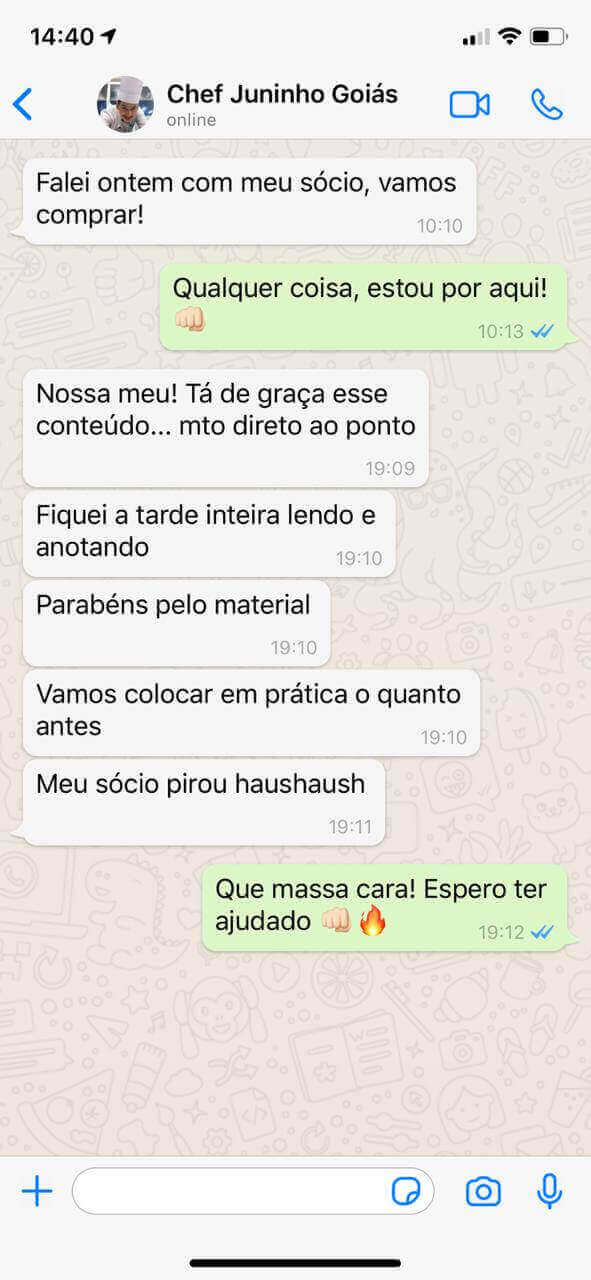 14:40
Chef Juninho Goiás
online
Falei ontem com meu sócio, vamos
comprar!
10:10
Qualquer coisa, estou por aqui!
👊🏻
10:13
Nossa meu! Tá de graça esse
conteúdo... mto direto ao ponto
19:09
Fiquei a tarde inteira lendo e
anotando
19:10
Parabéns pelo material
19:10
Vamos colocar em prática o quanto
antes
19:10
Meu sócio pirou haushaush
19:11
Que massa cara! Espero ter
ajudado 👊🏻🔥
19:12